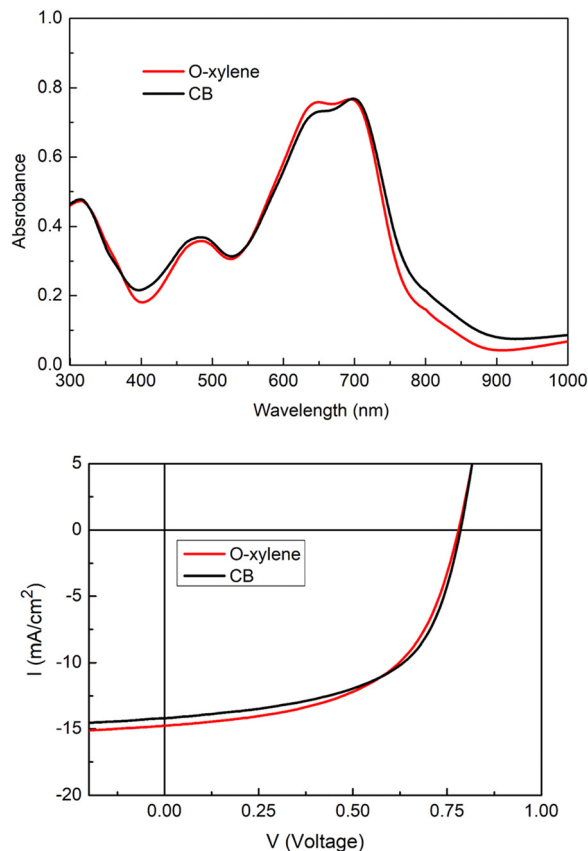 1.0
0.8
0.6
0.4
0.2
0.0
Absrobance
O-xylene
CB
300 400 500 600 700 800 900 1000
Wavelength (nm)
5
0
-5
-10
-15
-20
I (mA/cm²)
O-xylene
CB
0.00 0.25 0.50 0.75 1.00
V (Voltage)